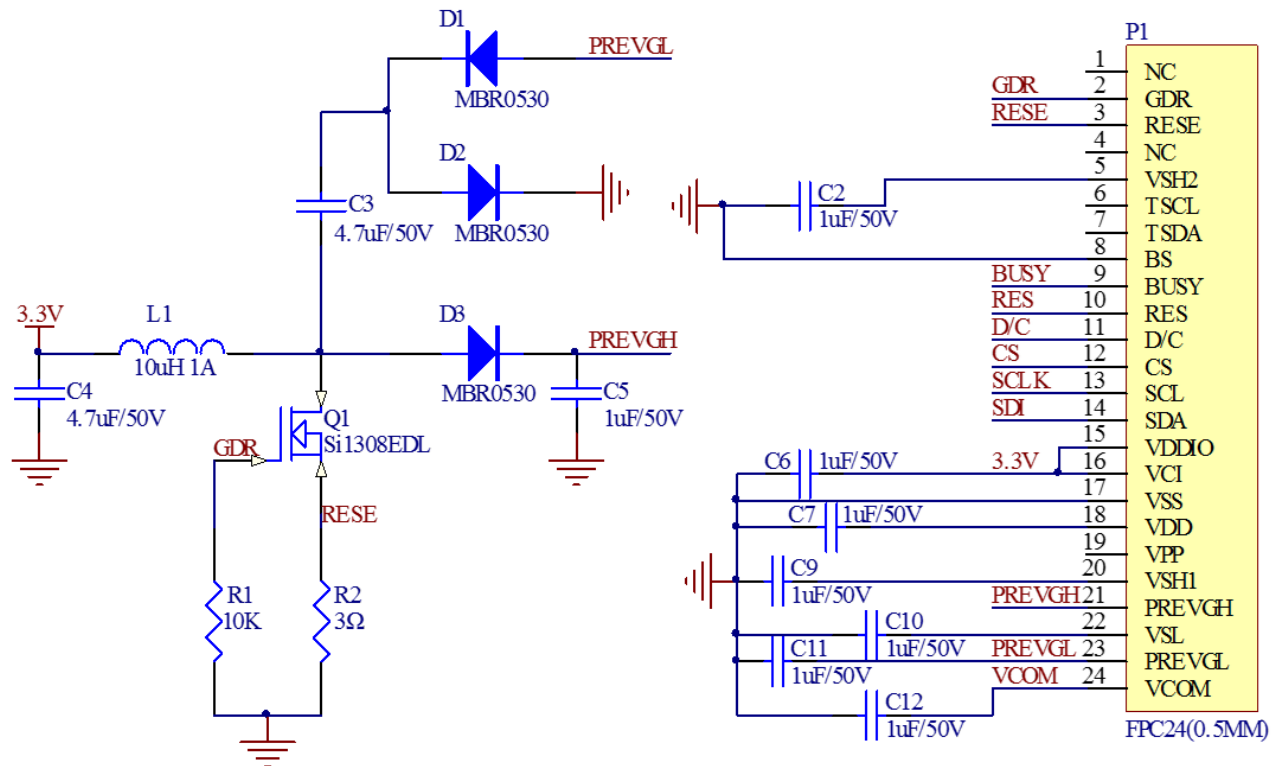 D1
PREVGL
MBR0530
D2
MBR0530
C3
4.7uF/50V
3.3V
L1
10uH 1A
D3
PREVGH
MBR0530
C4
4.7uF/50V
C5
1uF/50V
Q1
Si1308EDL
GDR
RESE
R1
10K
R2
3Ω
P1
1 NC
GDR 2 GDR
RESE 3 RESE
4 NC
5 VSH2
C2
1uF/50V
6 TSCL
7 TSDA
8 BS
BUSY 9 BUSY
RES 10 RES
D/C 11 D/C
CS 12 CS
SCLK 13 SCL
SDI 14 SDA
15 VDDIO
C6 1uF/50V 3.3V 16 VCI
17 VSS
C7 1uF/50V 18 VDD
19 VPP
C9 20 VSH1
1uF/50V
PREVGH 21 PREVGH
C10 22 VSL
1uF/50V
C11 PREVGL 23 PREVGL
1uF/50V
VCOM 24 VCOM
C12
1uF/50V
FPC24(0.5MM)